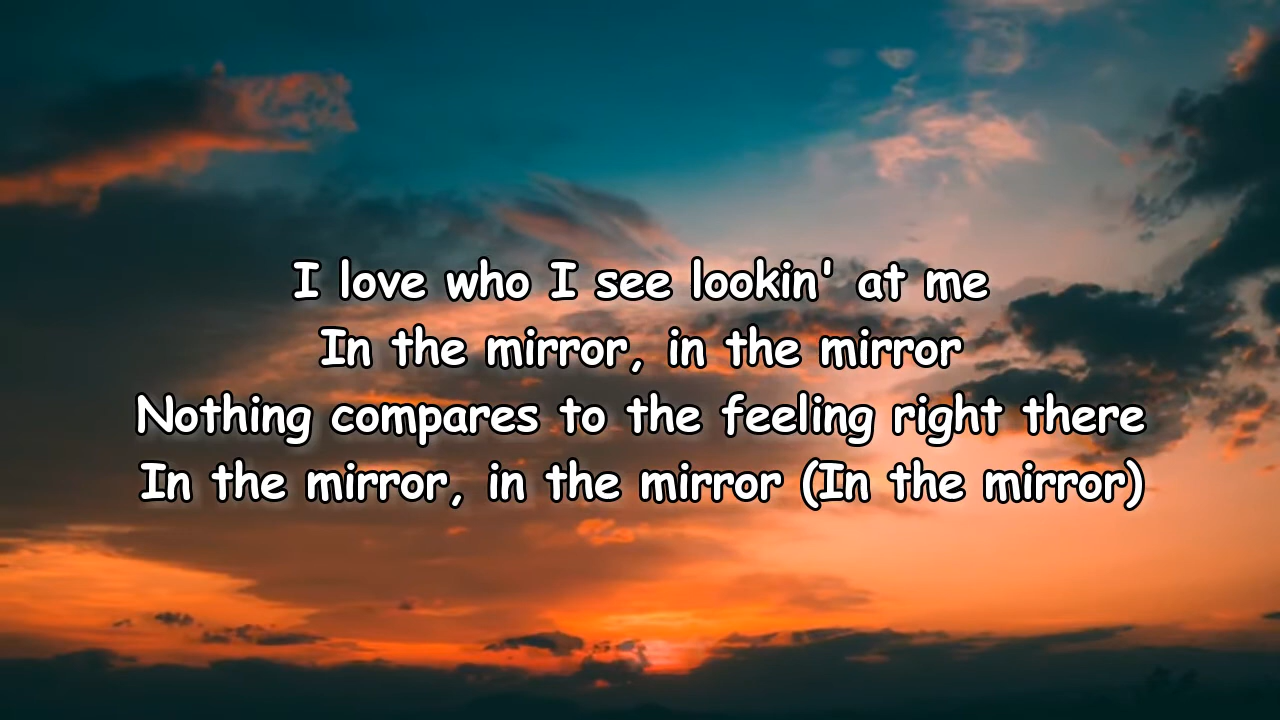 I love who I see lookin' at me
In the mirror, in the mirror
Nothing compares to the feeling right there
In the mirror, in the mirror (In the mirror)